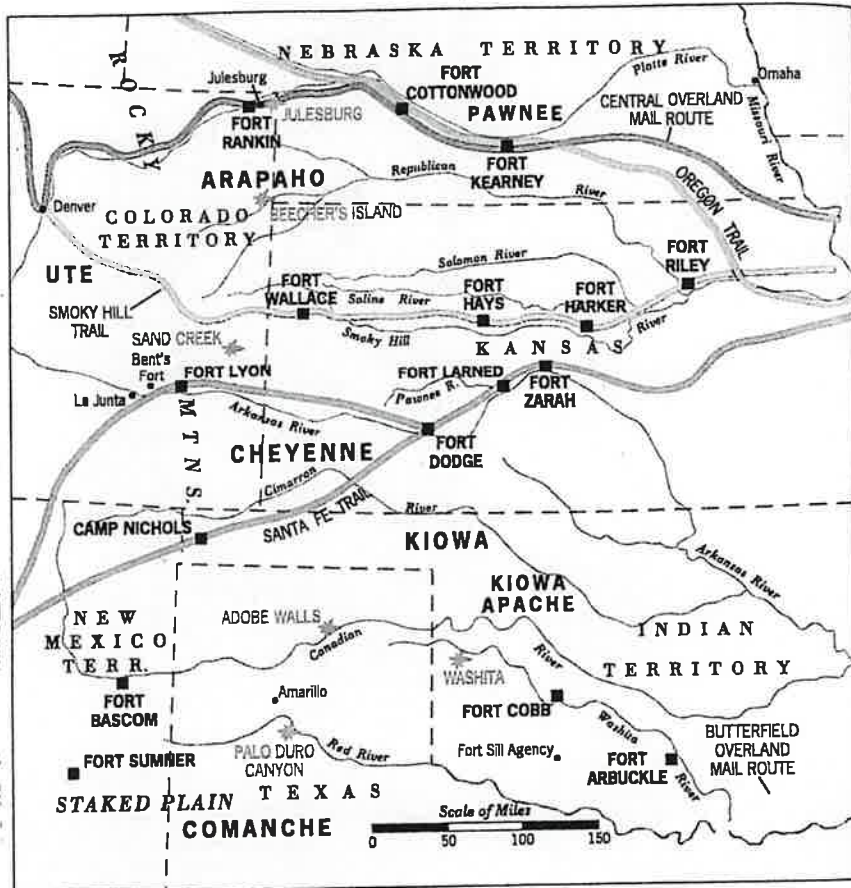 NEBRASKA TERRITORY
ROCKY
Julesburg
FORT
COTTONWOOD
Platte River
Omaha
FORT
RANKIN
JULESBURG
PAWNEE
CENTRAL OVERLAND
MAIL ROUTE
Missouri River
FORT
KEARNEY
ARAPAHO
Republican
River
OREGON TRAIL
Denver
COLORADO
TERRITORY
BEECHER'S ISLAND
UTE
Solomon River
FORT
RILEY
FORT
WALLACE
Saline River
FORT
HAYS
FORT
HARKER
River
SMOKY HILL
TRAIL
Smoky Hill
KANSAS
SAND CREEK
Bent's
Fort
FORT LYON
FORT LARNED
La Junta
Pawnee R.
FORT
ZARAH
MTNS.
Arkansas River
CHEYENNE
FORT
DODGE
Cimarron
River
CAMP NICHOLS
SANTA FE TRAIL
KIOWA
Arkansas River
KIOWA
APACHE
NEW
MEXICO
TERR.
ADOBE WALLS
Canadian
River
INDIAN
TERRITORY
WASHITA
FORT
BASCOM
Amarillo
FORT COBB
Washita
River
BUTTERFIELD
OVERLAND
MAIL ROUTE
FORT SUMNER
PALO DURO
CANYON
Red River
Fort Sill Agency
FORT
ARBUCKLE
STAKED PLAIN
TEXAS
COMANCHE
Scale of Miles
0 50 100 150